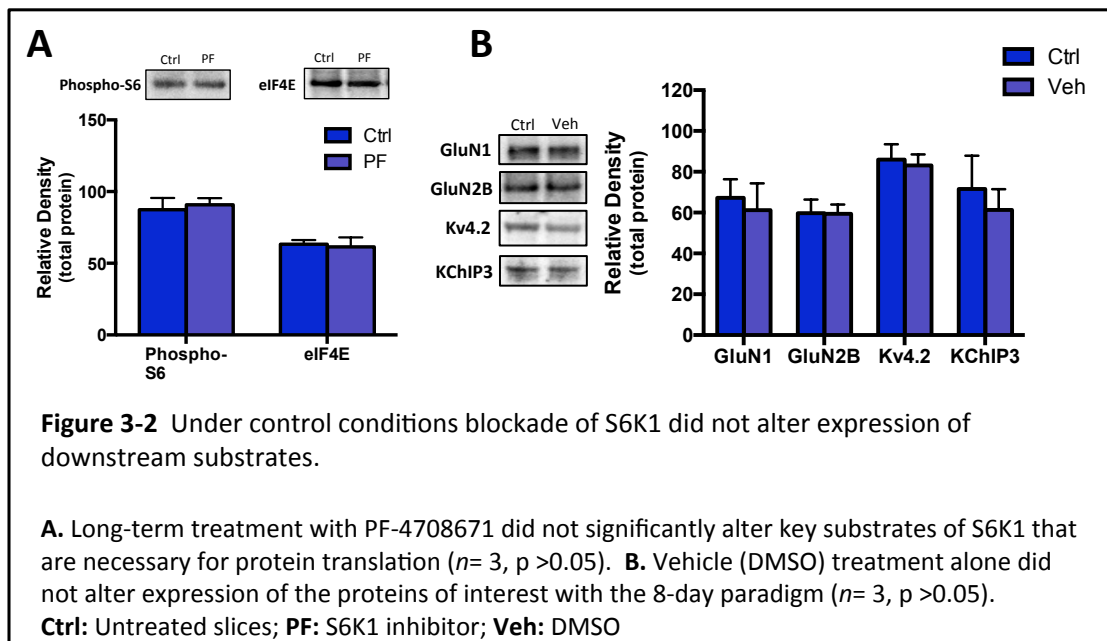 A
B
Ctrl PF
Ctrl PF
Phospho-S6
eIF4E
Ctrl
PF
150
100
50
0
Relative Density
(total protein)
Phospho-
S6
eIF4E
Ctrl Veh
GluN1
GluN2B
Kv4.2
KChIP3
Ctrl
Veh
120
100
80
60
40
20
0
Relative Density
(total protein)
GluN1 GluN2B Kv4.2 KChIP3
Figure 3-2 Under control conditions blockade of S6K1 did not alter expression of
downstream substrates.
A. Long-term treatment with PF-4708671 did not significantly alter key substrates of S6K1 that
are necessary for protein translation (n= 3, p >0.05). B. Vehicle (DMSO) treatment alone did
not alter expression of the proteins of interest with the 8-day paradigm (n= 3, p >0.05).
Ctrl: Untreated slices; PF: S6K1 inhibitor; Veh: DMSO